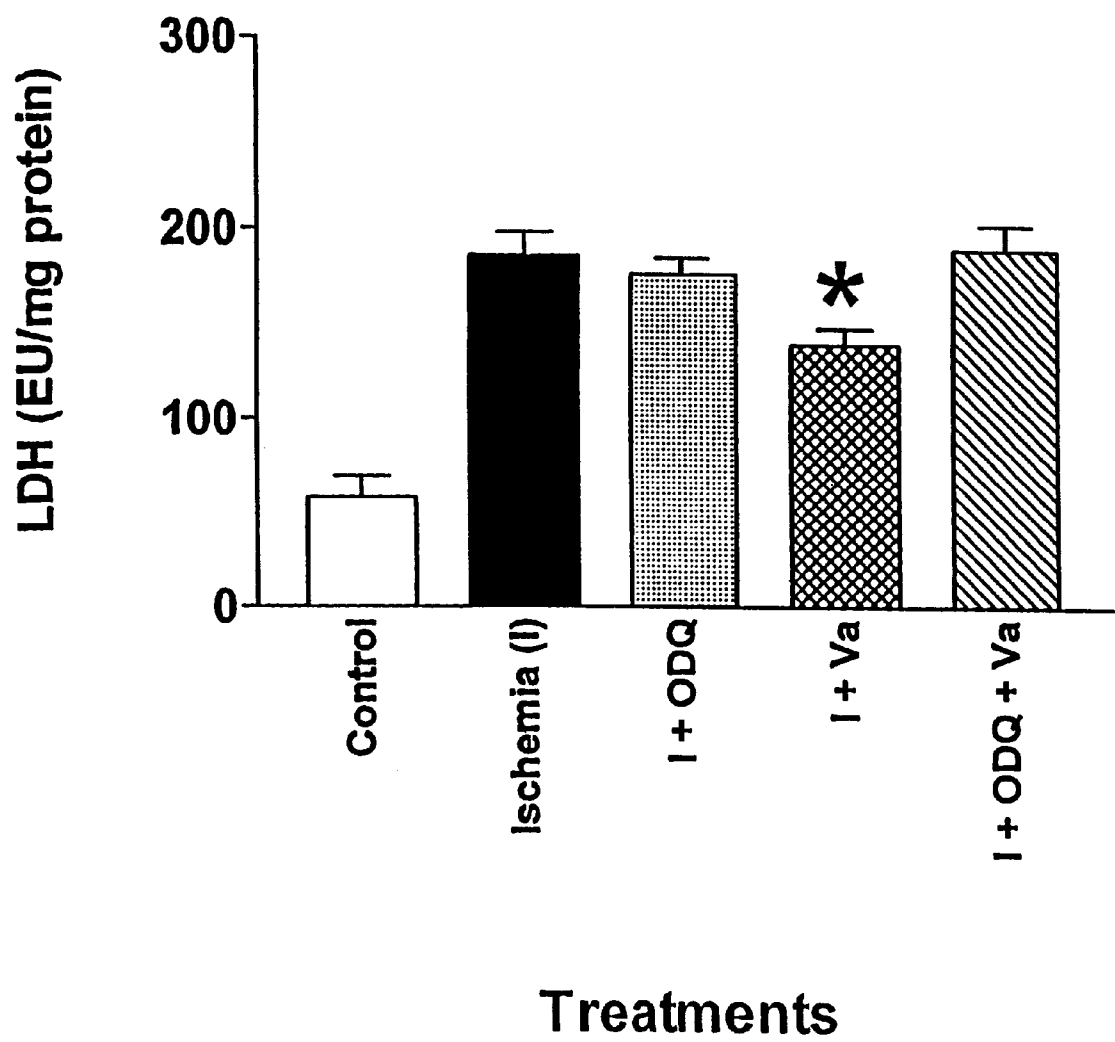 LDH (EU/mg protein)
300
200
100
0
*
Control
Ischemia (I)
I + ODQ
I + Va
I + ODQ + Va
Treatments